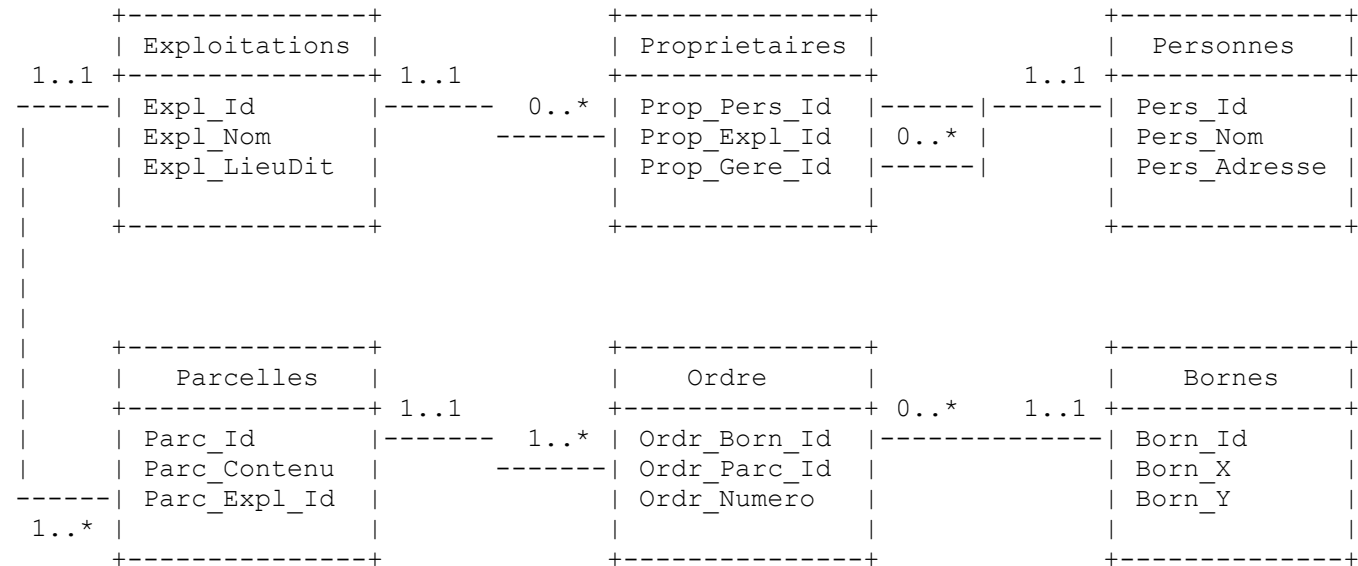 Exploitations Proprietaires Personnes
1..1 1..1 1..1
Expl_Id 0..* Prop_Pers_Id Pers_Id
Expl_Nom Prop_Expl_Id 0..* Pers_Nom
Expl_LieuDit Prop_Gere_Id Pers_Adresse
Parcelles Ordre Bornes
1..1 0..* 1..1
Parc_Id 1..* Ordr_Born_Id Born_Id
Parc_Contenu Ordr_Parc_Id Born_X
Parc_Expl_Id Ordr_Numero Born_Y
1..*